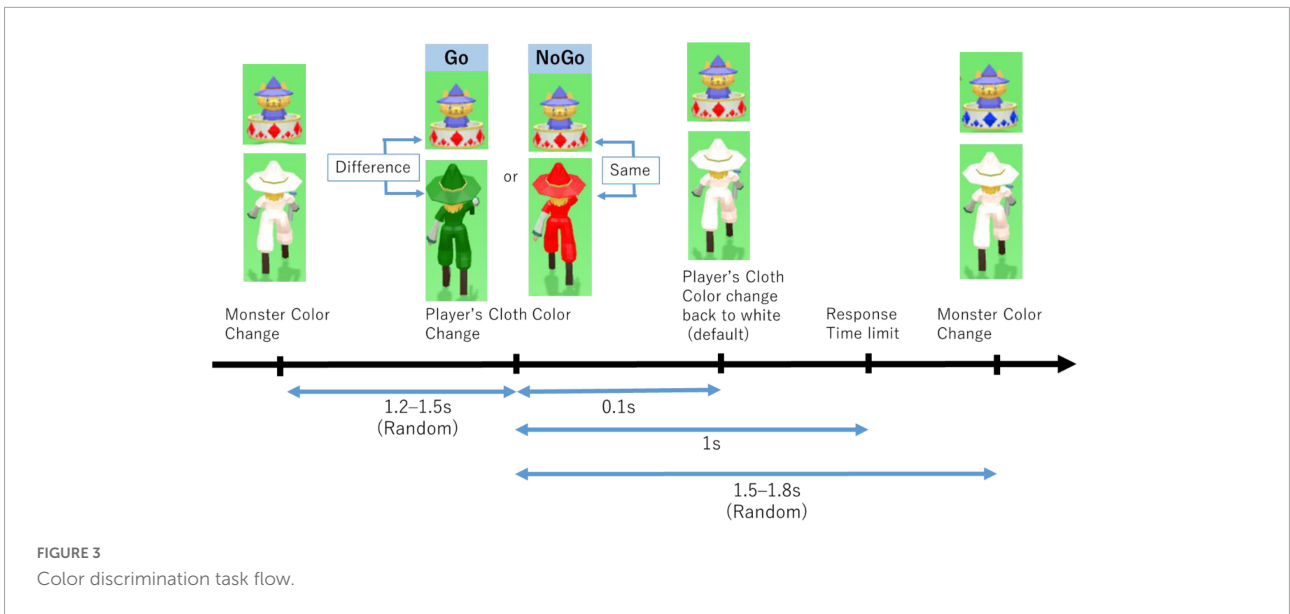 Go
NoGo
Difference
or
Same
Monster Color
Change
Player's Cloth Color
Change
Player's Cloth
Color change
back to white
(default)
Response
Time limit
Monster Color
Change
1.2–1.5s
(Random)
0.1s
1s
1.5–1.8s
(Random)
FIGURE 3
Color discrimination task flow.